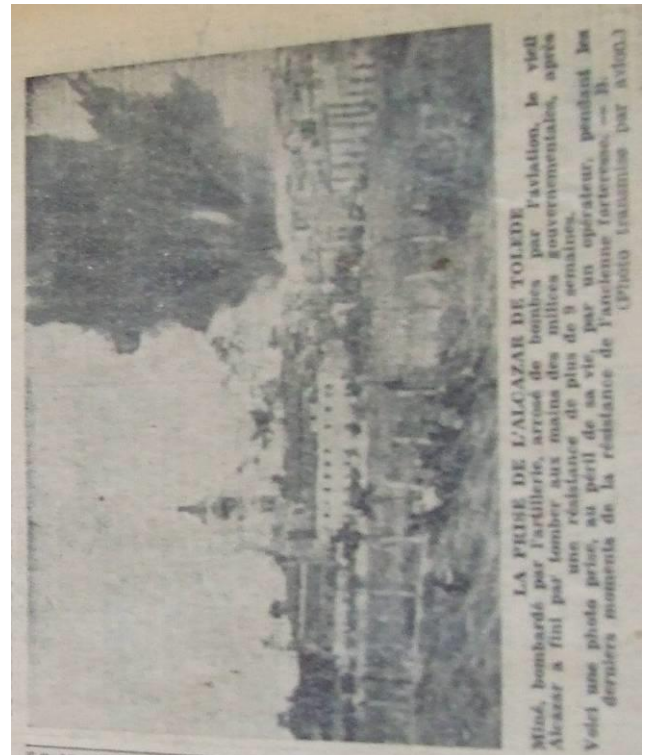 LA PRISE DE L'ALCAZAR DE TOLEDE
Miné, bombardé par l'artillerie, arrosé de bombes par l'aviation, le vieil
Alcazar a fini par tomber aux mains des milices gouvernementales, après
une résistance de plus de 9 semaines.
Voici une photo prise, au péril de sa vie, par un opérateur, pendant les
derniers moments de la résistance de l'ancienne forteresse. — B.
(Photo transmise par avion.)